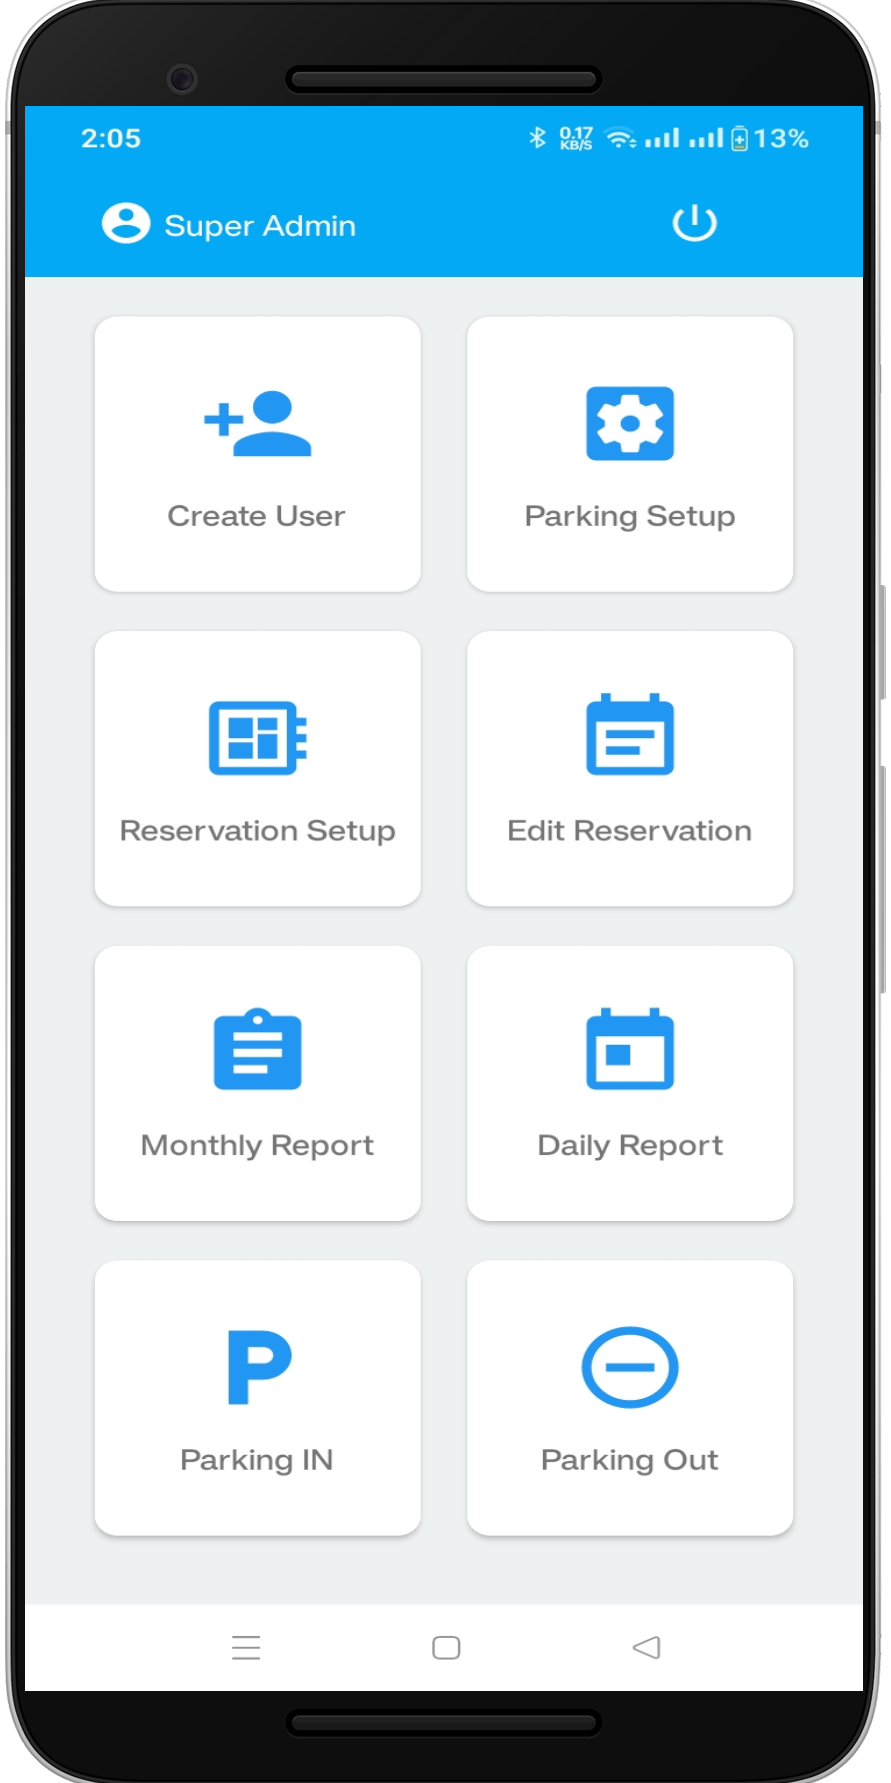 2:05 0.17 KB/S 13%
Super Admin
Create User
Parking Setup
Reservation Setup
Edit Reservation
Monthly Report
Daily Report
P
Parking IN
Parking Out